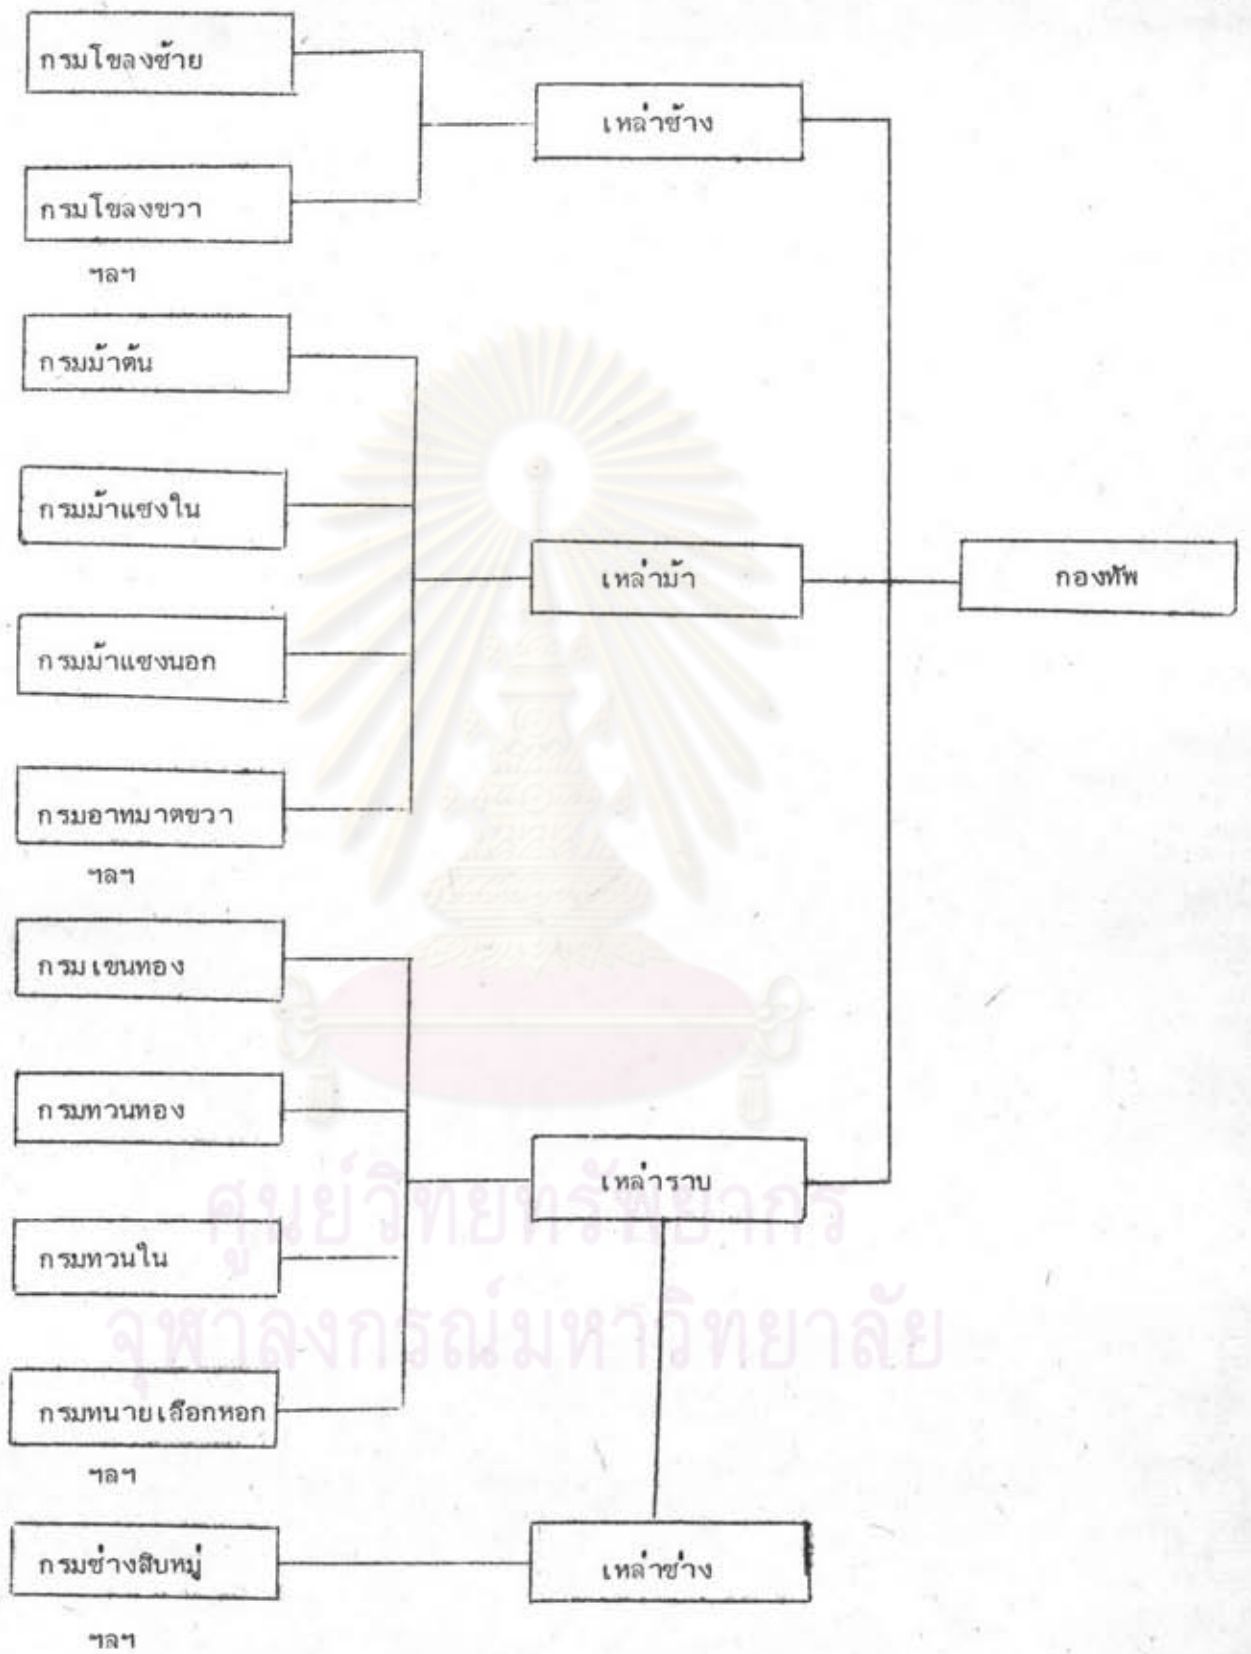 กรมโขลงซ้าย
เหล่าช้าง
กรมโขลงขวา
ฯลฯ
กรมม้าต้น
กรมม้าแซงใน
เหล่าม้า
กองทัพ
กรมม้าแซงนอก
กรมอาทมาตขวา
ฯลฯ
กรมเขนทอง
กรมทวนทอง
เหล่าราบ
กรมทวนใน
กรมทนายเลือกหอก
ฯลฯ
กรมช่างสิบหมู่
เหล่าช่าง
ฯลฯ
ศูนย์วิทยทรัพยากร
จุฬาลงกรณ์มหาวิทยาลัย